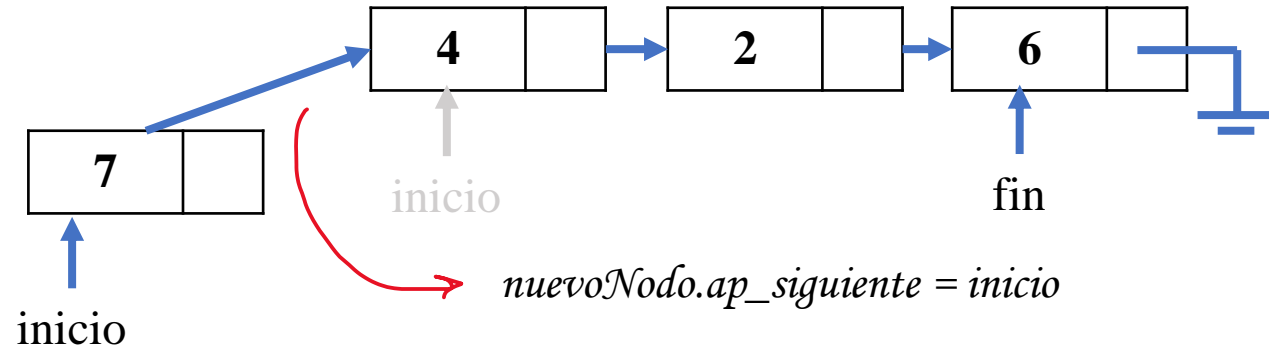 4 2 6
7
inicio
fin
nuevoNodo.ap_siguiente = inicio
inicio